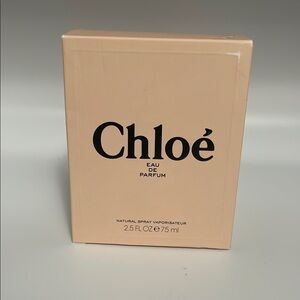 Chloé
EAU
DE
PARFUM
NATURAL SPRAY VAPORISATEUR
2.5 FL OZ ℮ 75 ml